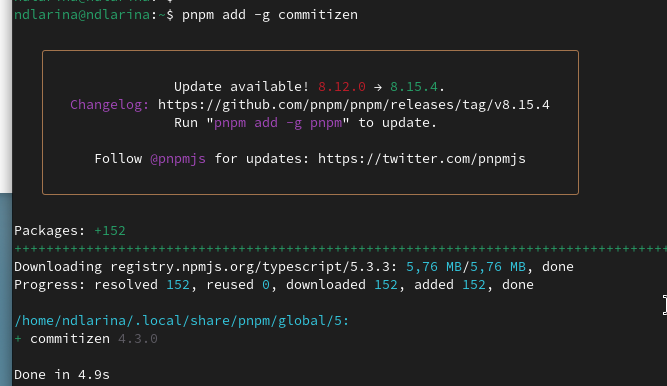 ndlarina@ndlarina:~$
ndlarina@ndlarina:~$ pnpm add -g commitizen
Update available! 8.12.0 → 8.15.4.
Changelog: https://github.com/pnpm/pnpm/releases/tag/v8.15.4
Run "pnpm add -g pnpm" to update.
Follow @pnpmjs for updates: https://twitter.com/pnpmjs
Packages: +152
++++++++++++++++++++++++++++++++++++++++++++++++++++++++++++++++++++++++++++++++++
Downloading registry.npmjs.org/typescript/5.3.3: 5,76 MB/5,76 MB, done
Progress: resolved 152, reused 0, downloaded 152, added 152, done
/home/ndlarina/.local/share/pnpm/global/5:
+ commitizen 4.3.0
Done in 4.9s